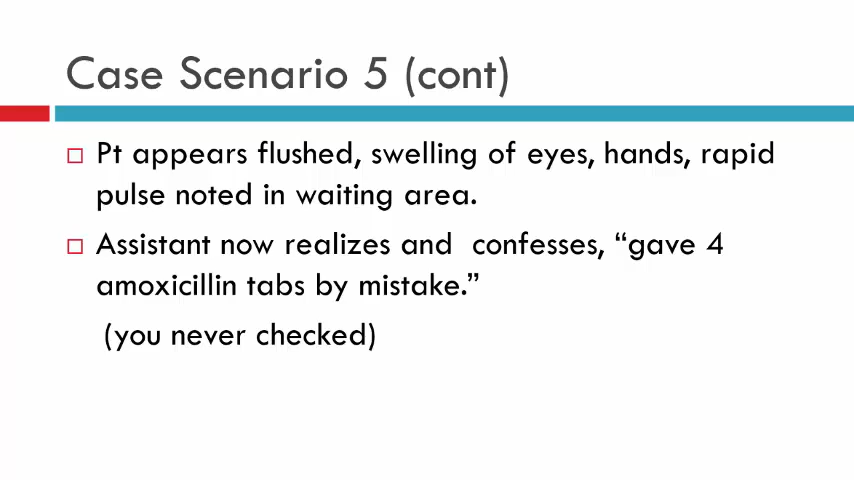 Case Scenario 5 (cont)
Pt appears flushed, swelling of eyes, hands, rapid
pulse noted in waiting area.
Assistant now realizes and  confesses, “gave 4
amoxicillin tabs by mistake.”
(you never checked)